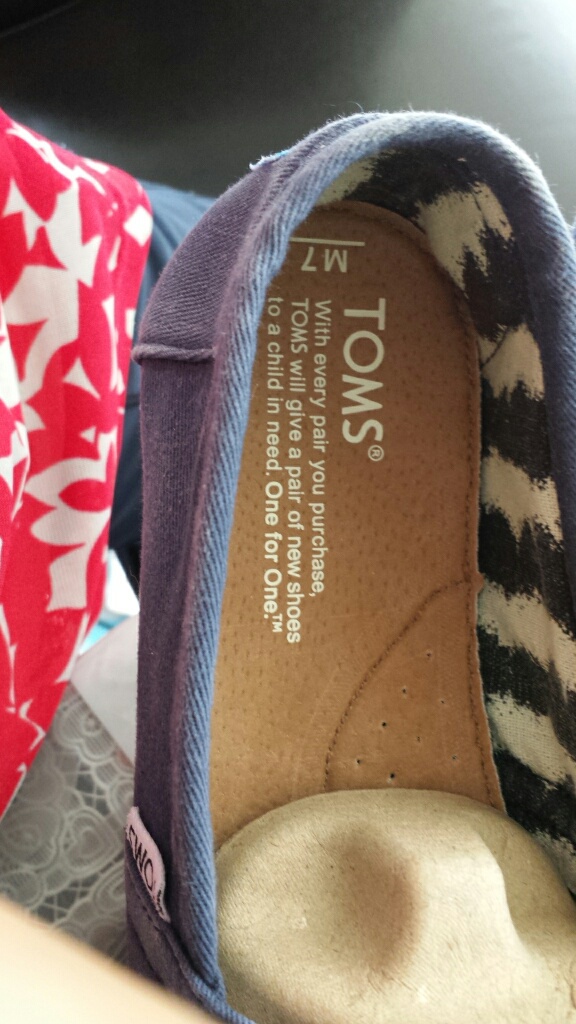 M7
TOMS®
With every pair you purchase,
TOMS will give a pair of new shoes
to a child in need. One for One.™